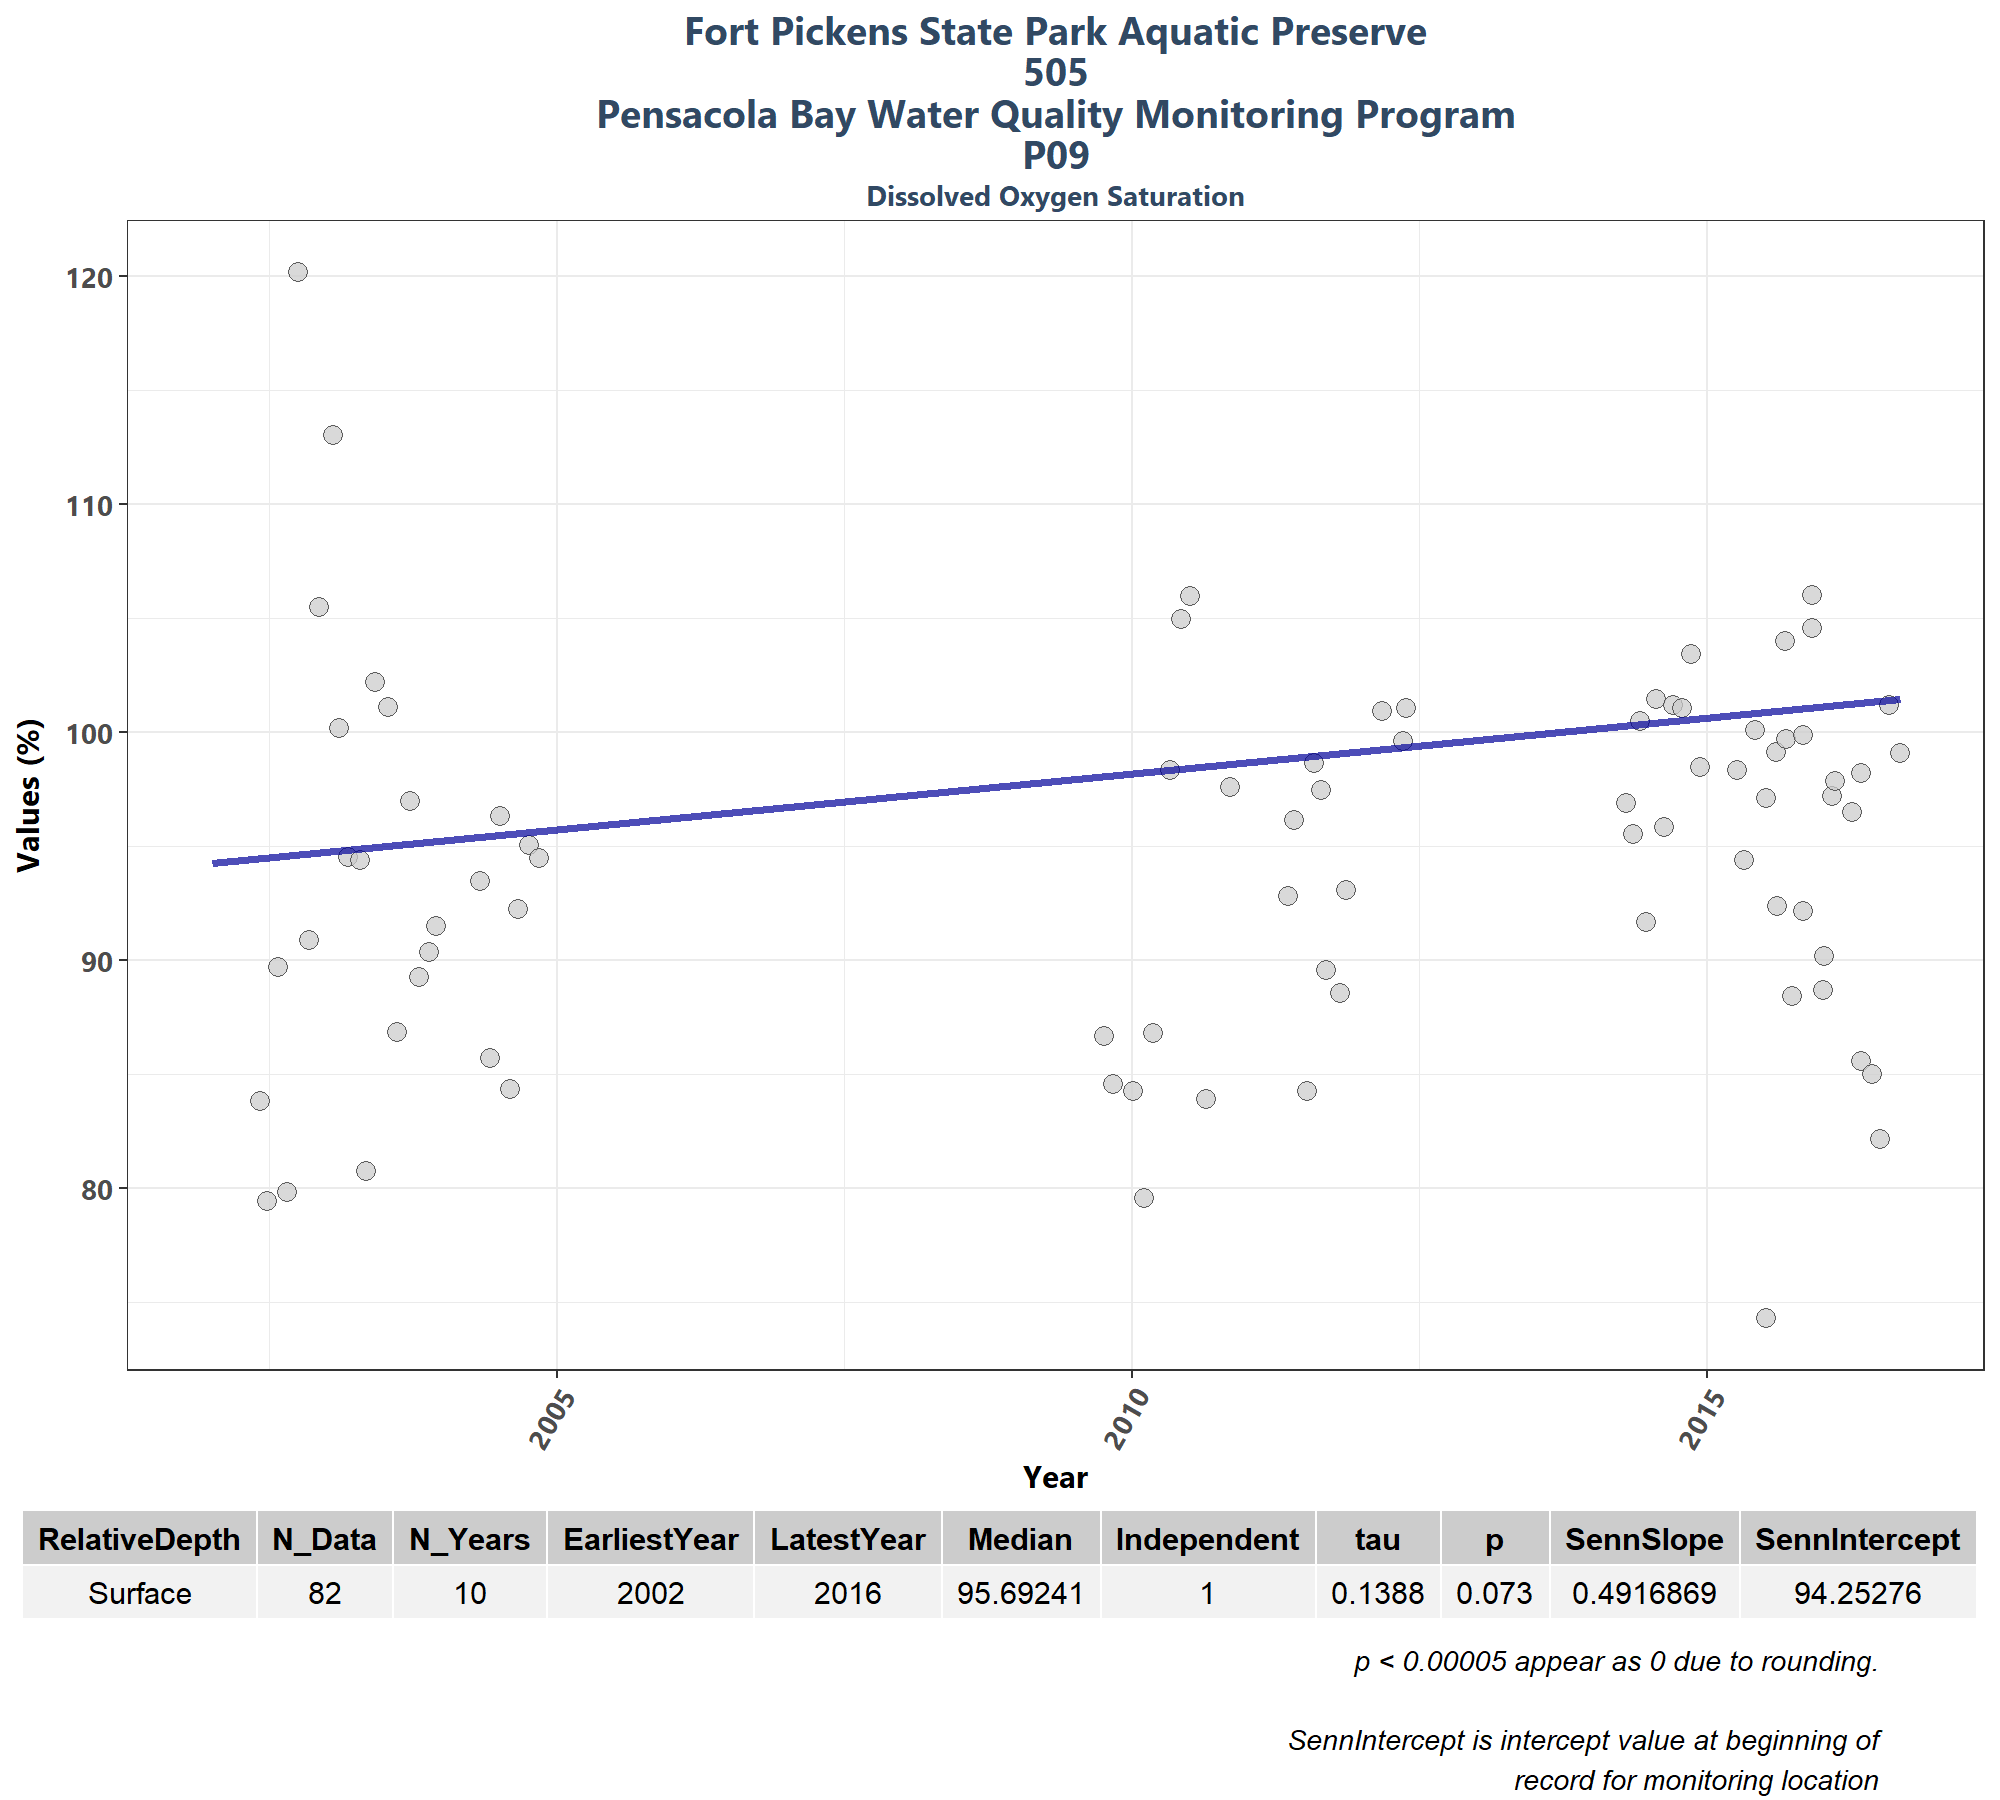 Fort Pickens State Park Aquatic Preserve
505
Pensacola Bay Water Quality Monitoring Program
P09
Dissolved Oxygen Saturation
120
110
100
90
80
Values (%)
2005
2010
2015
Year
RelativeDepth N_Data N_Years EarliestYear LatestYear Median Independent tau p SennSlope SennIntercept
Surface 82 10 2002 2016 95.69241 1 0.1388 0.073 0.4916869 94.25276
p < 0.00005 appear as 0 due to rounding.
SennIntercept is intercept value at beginning of
record for monitoring location